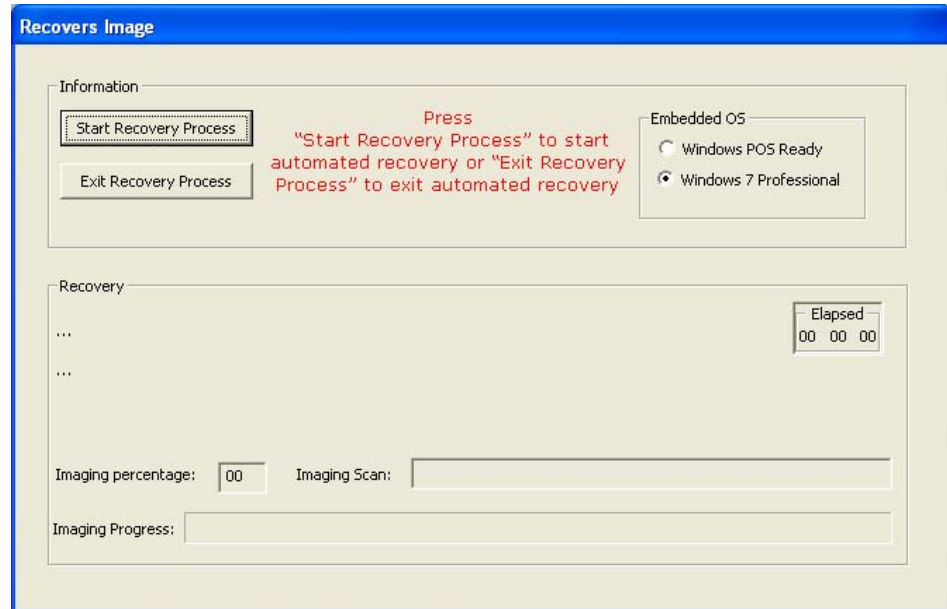 Recovers Image
Information
Start Recovery Process
Exit Recovery Process
Press
“Start Recovery Process” to start
automated recovery or “Exit Recovery
Process” to exit automated recovery
Embedded OS
Windows POS Ready
Windows 7 Professional
Recovery
...
...
Elapsed
00 00 00
Imaging percentage: 00 Imaging Scan:
Imaging Progress: